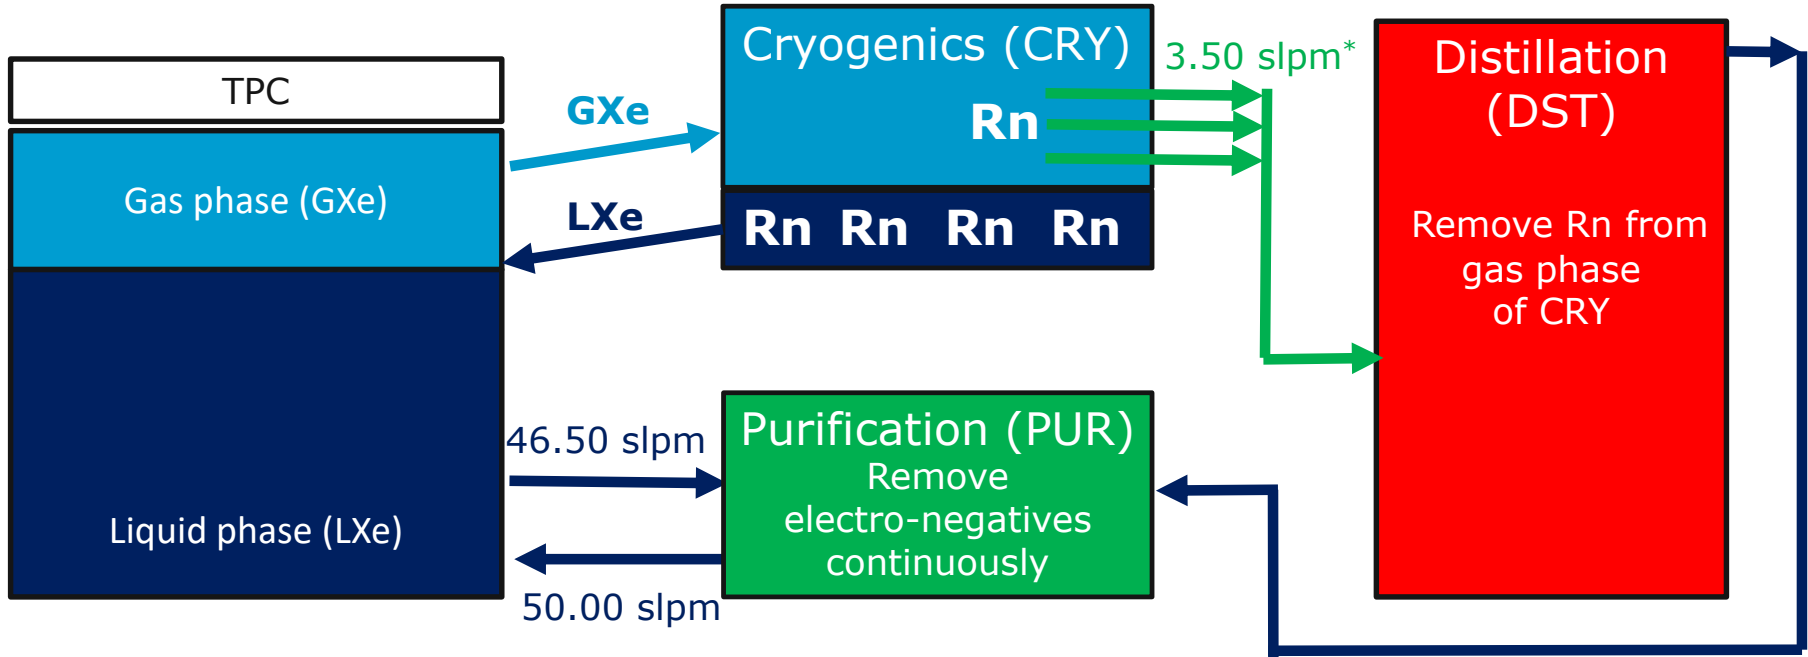 TPC
Gas phase (GXe)
Liquid phase (LXe)
GXe
LXe
Cryogenics (CRY)
Rn
Rn Rn Rn Rn
3.50 slpm*
Distillation
(DST)
Remove Rn from
gas phase
of CRY
46.50 slpm
50.00 slpm
Purification (PUR)
Remove
electro-negatives
continuously